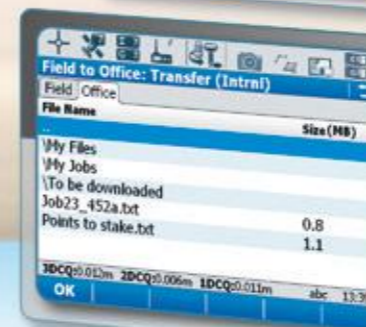 Field to Office: Transfer (Intrnl)
Field Office
File Name Size(MB)
..
\My Files
\My Jobs
\To be downloaded
Job23_452a.txt 0.8
Points to stake.txt 1.1
3DCQ:0.012m 2DCQ:0.006m 1DCQ:0.011m abc
OK